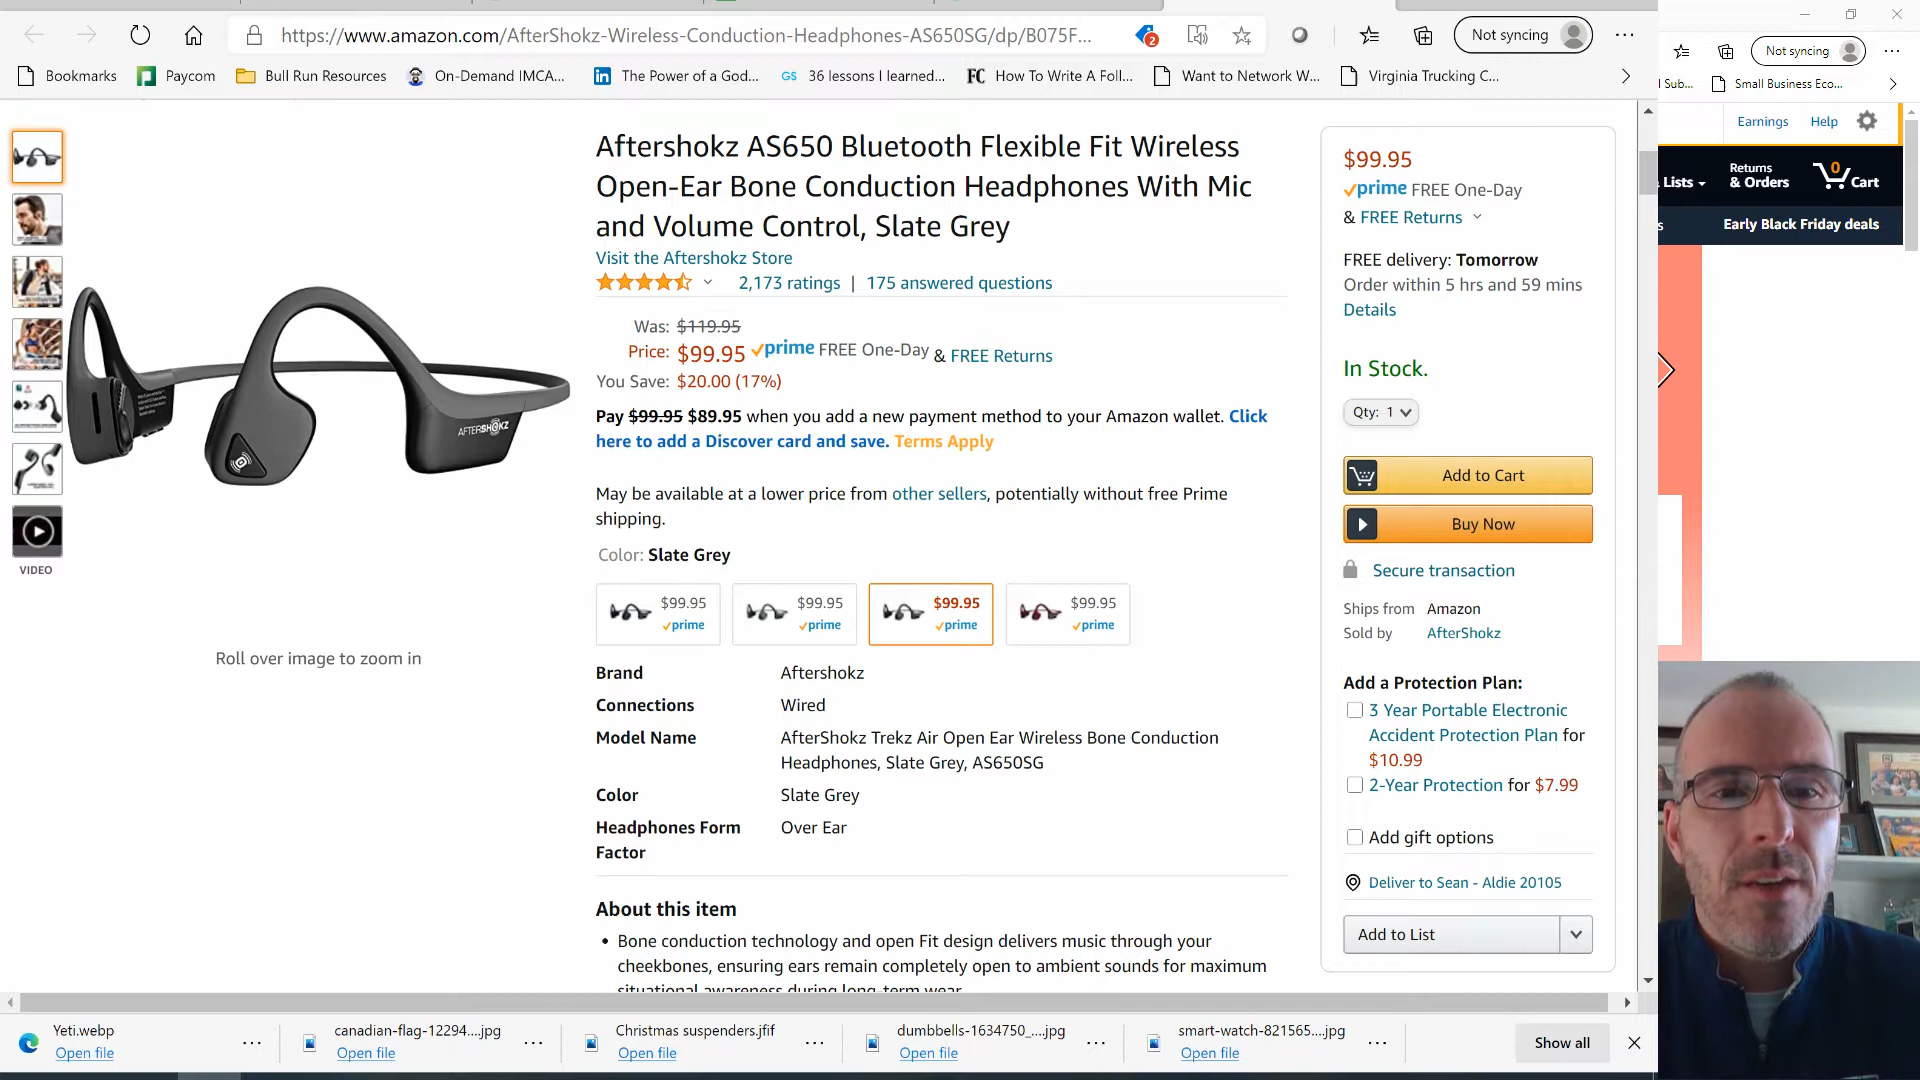 https://www.amazon.com/AfterShokz-Wireless-Conduction-Headphones-AS650SG/dp/B075F...
2
Not syncing
Not syncing
Bookmarks
Paycom
Bull Run Resources
On-Demand IMCA...
in
The Power of a God...
GS
36 lessons I learned...
FC
How To Write A Foll...
Want to Network W...
Virginia Trucking C...
l Sub...
Small Business Eco...
Earnings
Help
Lists
Returns
& Orders
0
Cart
s
Early Black Friday deals
VIDEO
AFTERSHOKZ
Roll over image to zoom in
Aftershokz AS650 Bluetooth Flexible Fit Wireless
Open-Ear Bone Conduction Headphones With Mic
and Volume Control, Slate Grey
Visit the Aftershokz Store
2,173 ratings | 175 answered questions
Was: $119.95
Price: $99.95 prime FREE One-Day & FREE Returns
You Save: $20.00 (17%)
Pay $99.95 $89.95 when you add a new payment method to your Amazon wallet. Click
here to add a Discover card and save. Terms Apply
May be available at a lower price from other sellers, potentially without free Prime
shipping.
Color: Slate Grey
$99.95
prime
$99.95
prime
$99.95
prime
$99.95
prime
Brand Aftershokz
Connections Wired
Model Name AfterShokz Trekz Air Open Ear Wireless Bone Conduction
Headphones, Slate Grey, AS650SG
Color Slate Grey
Headphones Form Over Ear
Factor
About this item
• Bone conduction technology and open Fit design delivers music through your
cheekbones, ensuring ears remain completely open to ambient sounds for maximum
situational awareness during long-term wear
$99.95
prime FREE One-Day
& FREE Returns
FREE delivery: Tomorrow
Order within 5 hrs and 59 mins
Details
In Stock.
Qty: 1
Add to Cart
Buy Now
Secure transaction
Ships from Amazon
Sold by AfterShokz
Add a Protection Plan:
3 Year Portable Electronic
Accident Protection Plan for
$10.99
2-Year Protection for $7.99
Add gift options
Deliver to Sean - Aldie 20105
Add to List
Yeti.webp
Open file
canadian-flag-12294....jpg
Open file
Christmas suspenders.jfif
Open file
dumbbells-1634750_....jpg
Open file
smart-watch-821565....jpg
Open file
Show all